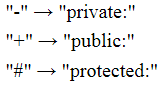 "-" → "private:"
"+" → "public:"
"#" → "protected:"